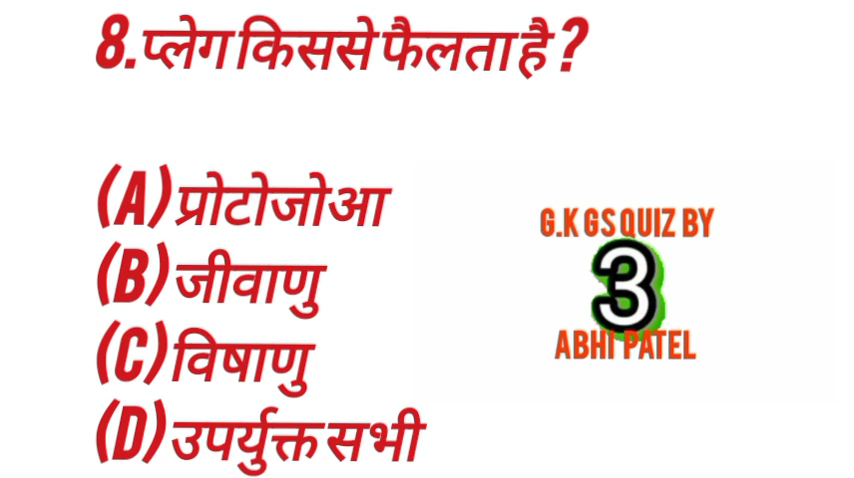 8.प्लेग किससे फैलता है ?
(A)प्रोटोजोआ
(B)जीवाणु
(C)विषाणु
(D)उपर्युक्त सभी
G.K GS QUIZ BY
3
ABHI PATEL